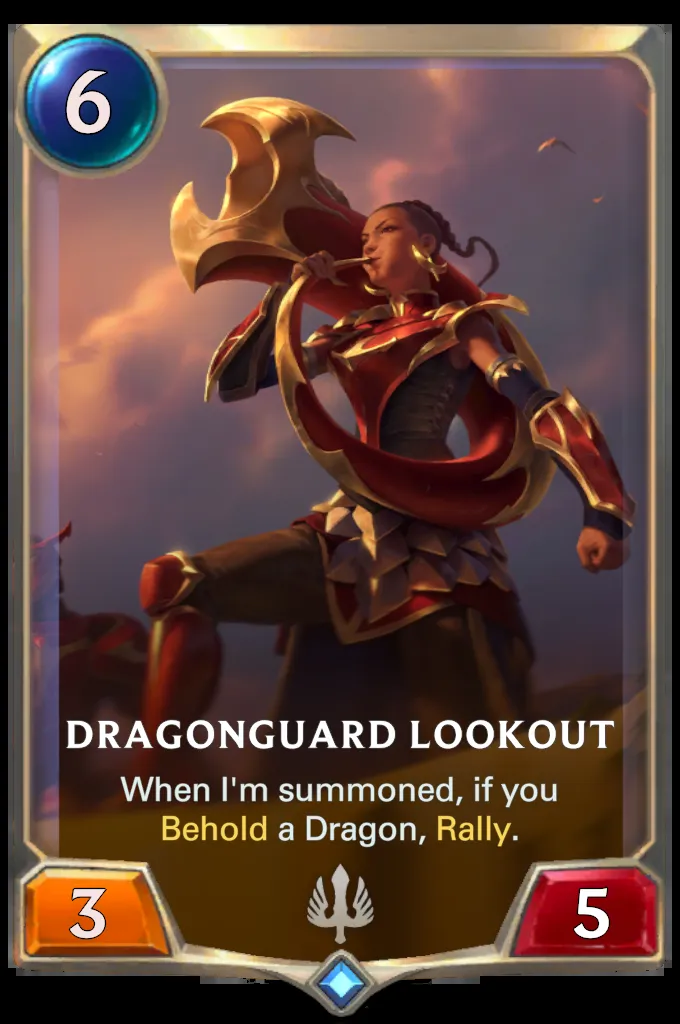 6
DRAGONGUARD LOOKOUT
When I'm summoned, if you
Behold a Dragon, Rally.
3
5